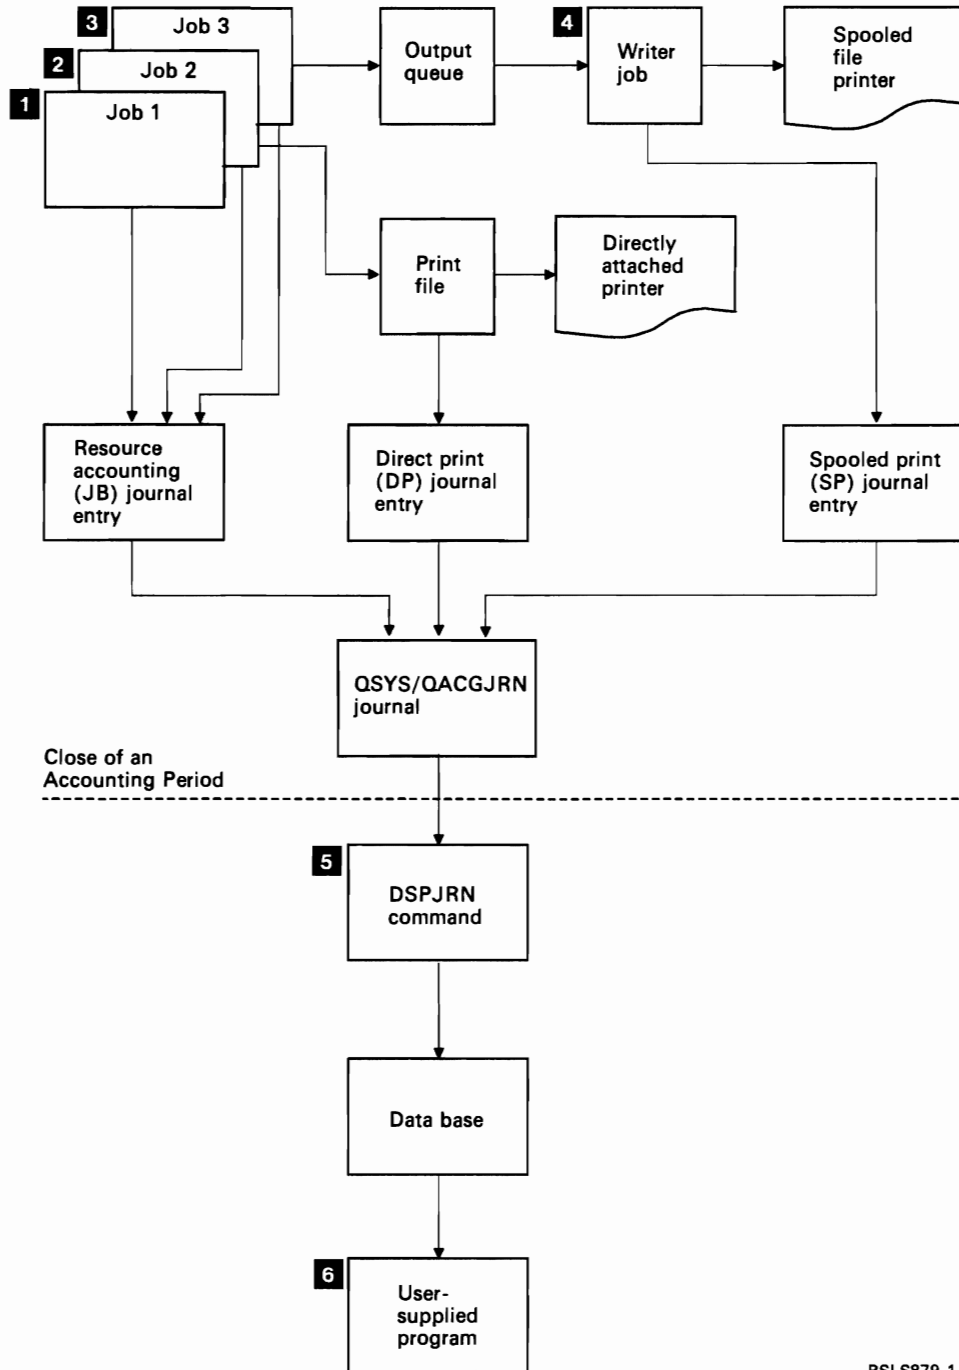 3
Job 3
2
Job 2
1
Job 1
Output
queue
4
Writer
job
Spooled
file
printer
Print
file
Directly
attached
printer
Resource
accounting
(JB) journal
entry
Direct print
(DP) journal
entry
Spooled print
(SP) journal
entry
QSYS/QACGJRN
journal
Close of an
Accounting Period
5
DSPJRN
command
Data base
6
User-
supplied
program